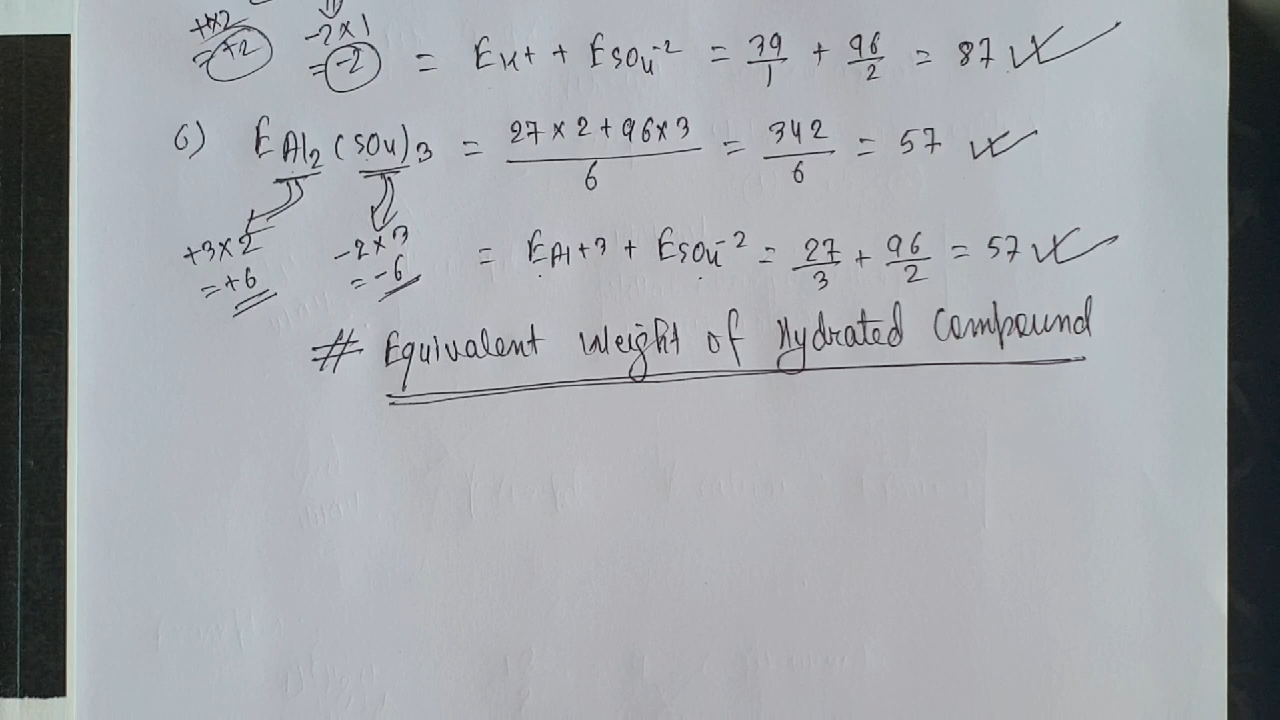 +1×2 -2×1
=+2 =-2 = EK+ + ESO4-2 = 39/1 + 96/2 = 87
6) EAl2(SO4)3 = 27×2+96×3/6 = 342/6 = 57
+3×2 -2×3 = EAl+3 + ESO4-2 = 27/3 + 96/2 = 57
=+6 =-6
# Equivalent Weight of Hydrated Compound